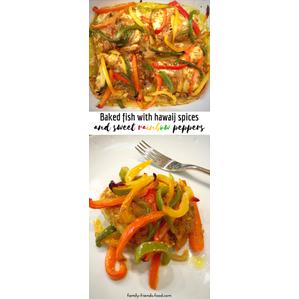 Baked fish with hawaij spices
and sweet rainbow peppers
family-friends-food.com